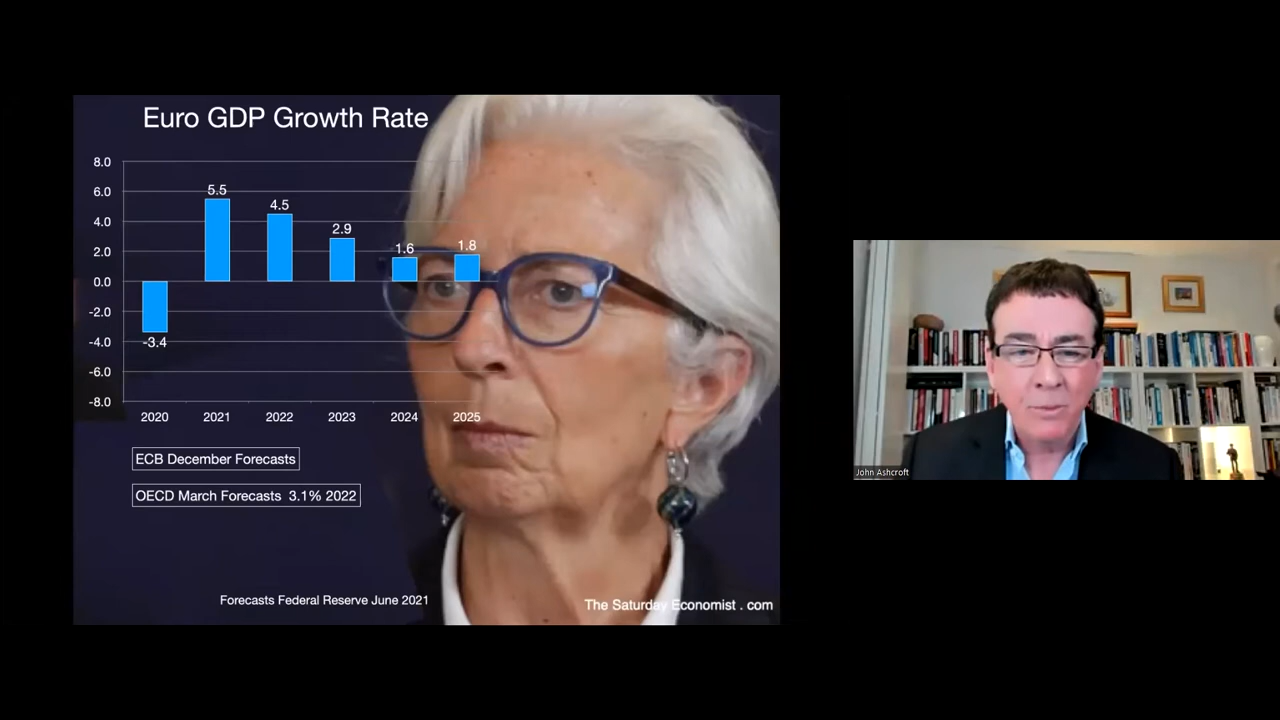 Euro GDP Growth Rate
8.0
6.0
4.0
2.0
0.0
-2.0
-4.0
-6.0
-8.0
-3.4
5.5
4.5
2.9
1.6
1.8
2020 2021 2022 2023 2024 2025
ECB December Forecasts
OECD March Forecasts 3.1% 2022
Forecasts Federal Reserve June 2021
The Saturday Economist . com
John Ashcroft